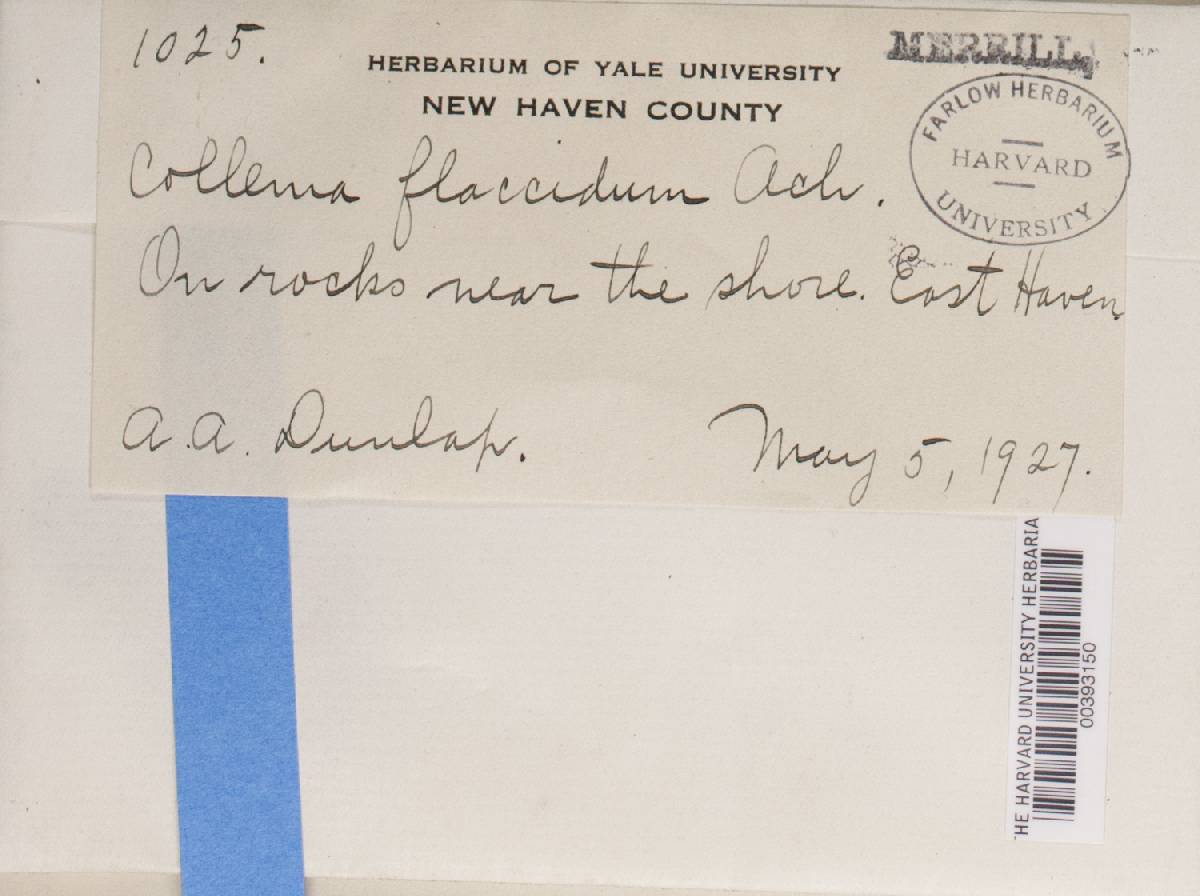 1025.
HERBARIUM OF YALE UNIVERSITY
NEW HAVEN COUNTY
MERRILL
FARLOW HERBARIUM
HARVARD
UNIVERSITY
Collema flaccidum Ach.
On rocks near the shore. East Haven
A. A. Dunlap.
May 5, 1927.
HE HARVARD UNIVERSITY HERBARIA
00393150